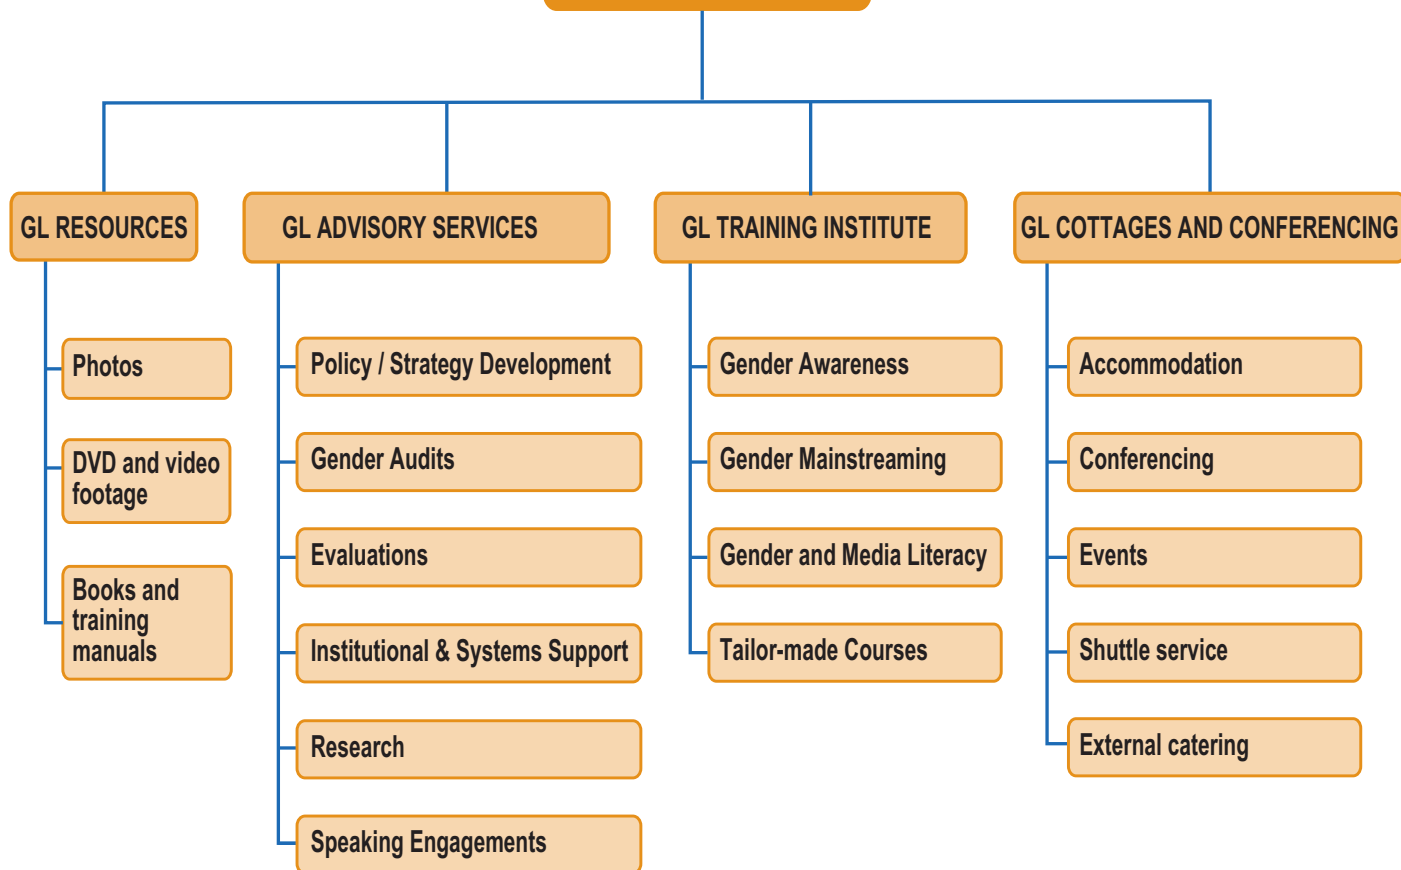 GL RESOURCES
Photos
DVD and video
footage
Books and
training
manuals
GL ADVISORY SERVICES
Policy / Strategy Development
Gender Audits
Evaluations
Institutional & Systems Support
Research
Speaking Engagements
GL TRAINING INSTITUTE
Gender Awareness
Gender Mainstreaming
Gender and Media Literacy
Tailor-made Courses
GL COTTAGES AND CONFERENCING
Accommodation
Conferencing
Events
Shuttle service
External catering